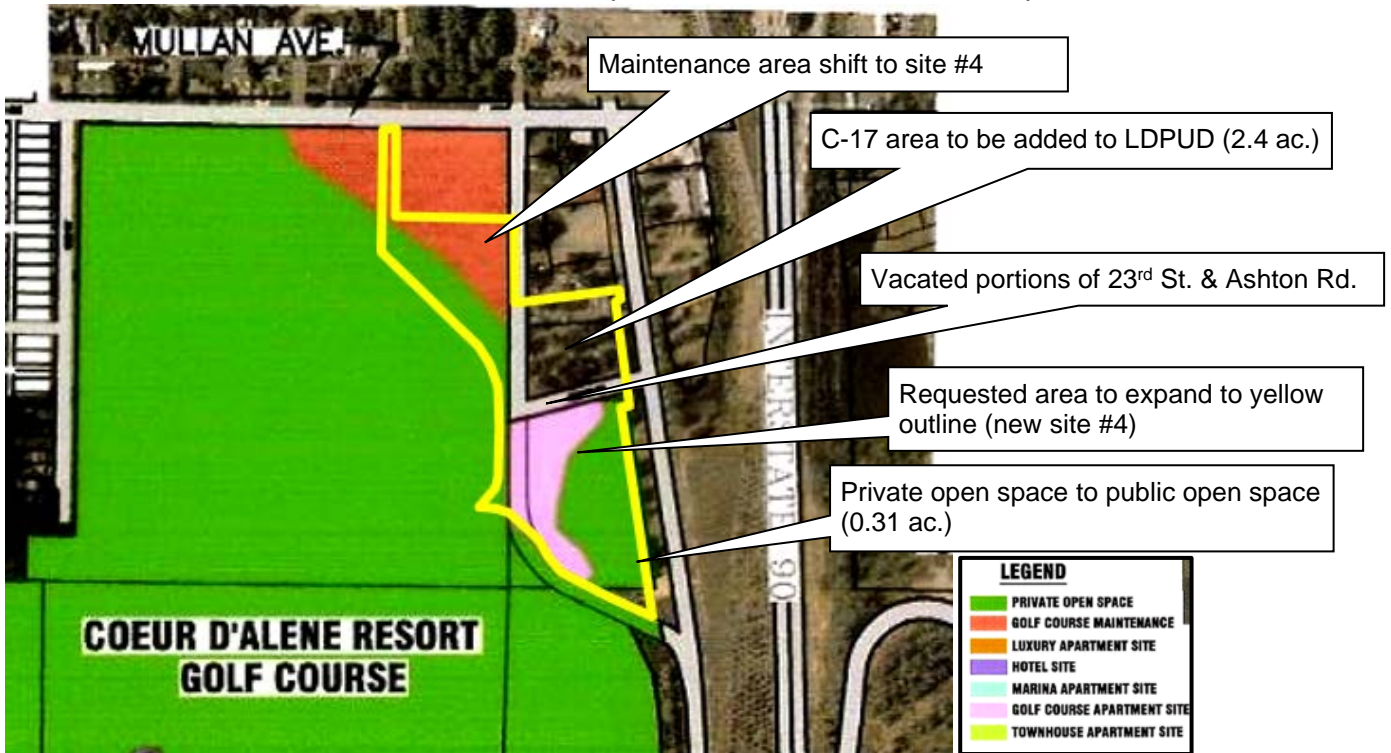 MULLAN AVE.
Maintenance area shift to site #4
C-17 area to be added to LDPUD (2.4 ac.)
Vacated portions of 23rd St. & Ashton Rd.
Requested area to expand to yellow
outline (new site #4)
Private open space to public open space
(0.31 ac.)
INTERSTATE 90
COEUR D'ALENE RESORT
GOLF COURSE
LEGEND
PRIVATE OPEN SPACE
GOLF COURSE MAINTENANCE
LUXURY APARTMENT SITE
HOTEL SITE
MARINA APARTMENT SITE
GOLF COURSE APARTMENT SITE
TOWNHOUSE APARTMENT SITE